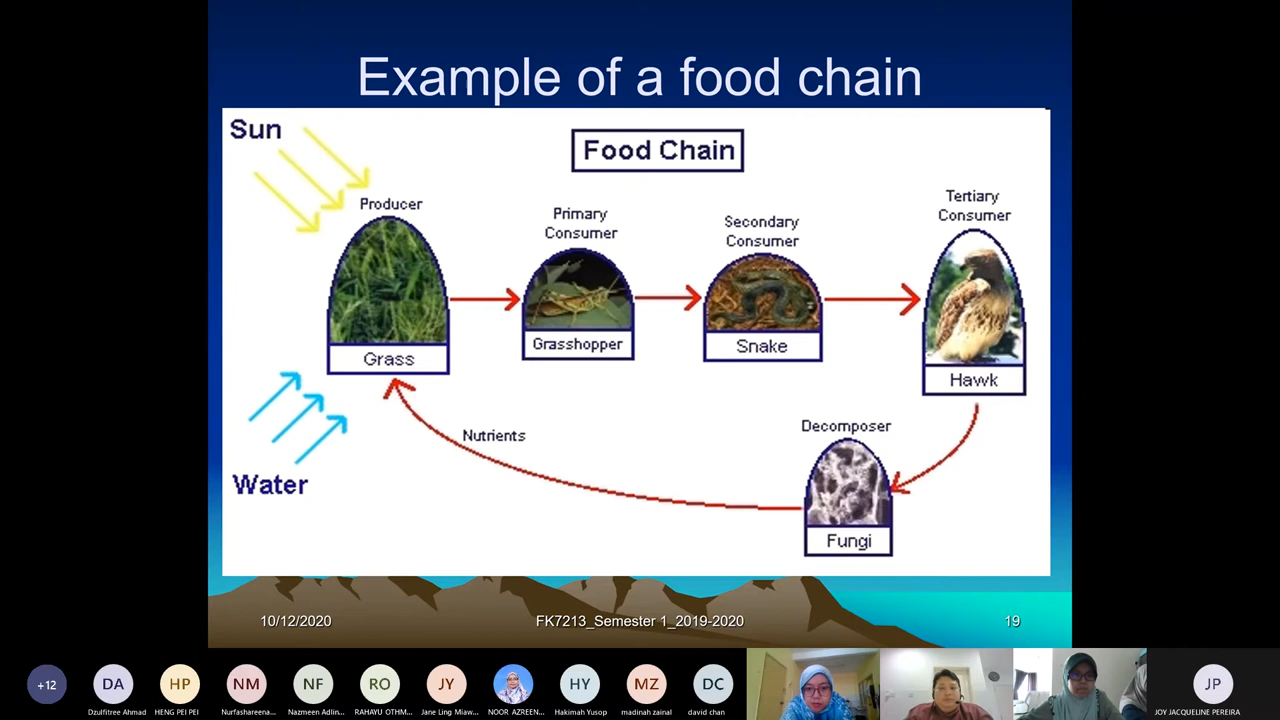 Example of a food chain
Sun
Food Chain
Producer
Primary
Consumer
Secondary
Consumer
Tertiary
Consumer
Grass
Grasshopper
Snake
Hawk
Nutrients
Decomposer
Water
Fungi
10/12/2020
FK7213_Semester 1_2019-2020
19
+12
DA
HP
NM
NF
RO
JY
HY
MZ
DC
JP
Dzulfitree Ahmad
HENG PEI PEI
Nurfashareena...
Nazmeen Adlin...
RAHAYU OTHM...
Jane Ling Miaw...
NOOR AZREEN...
Hakimah Yusop
madinah zainal
david chan
JOY JACQUELINE PEREIRA